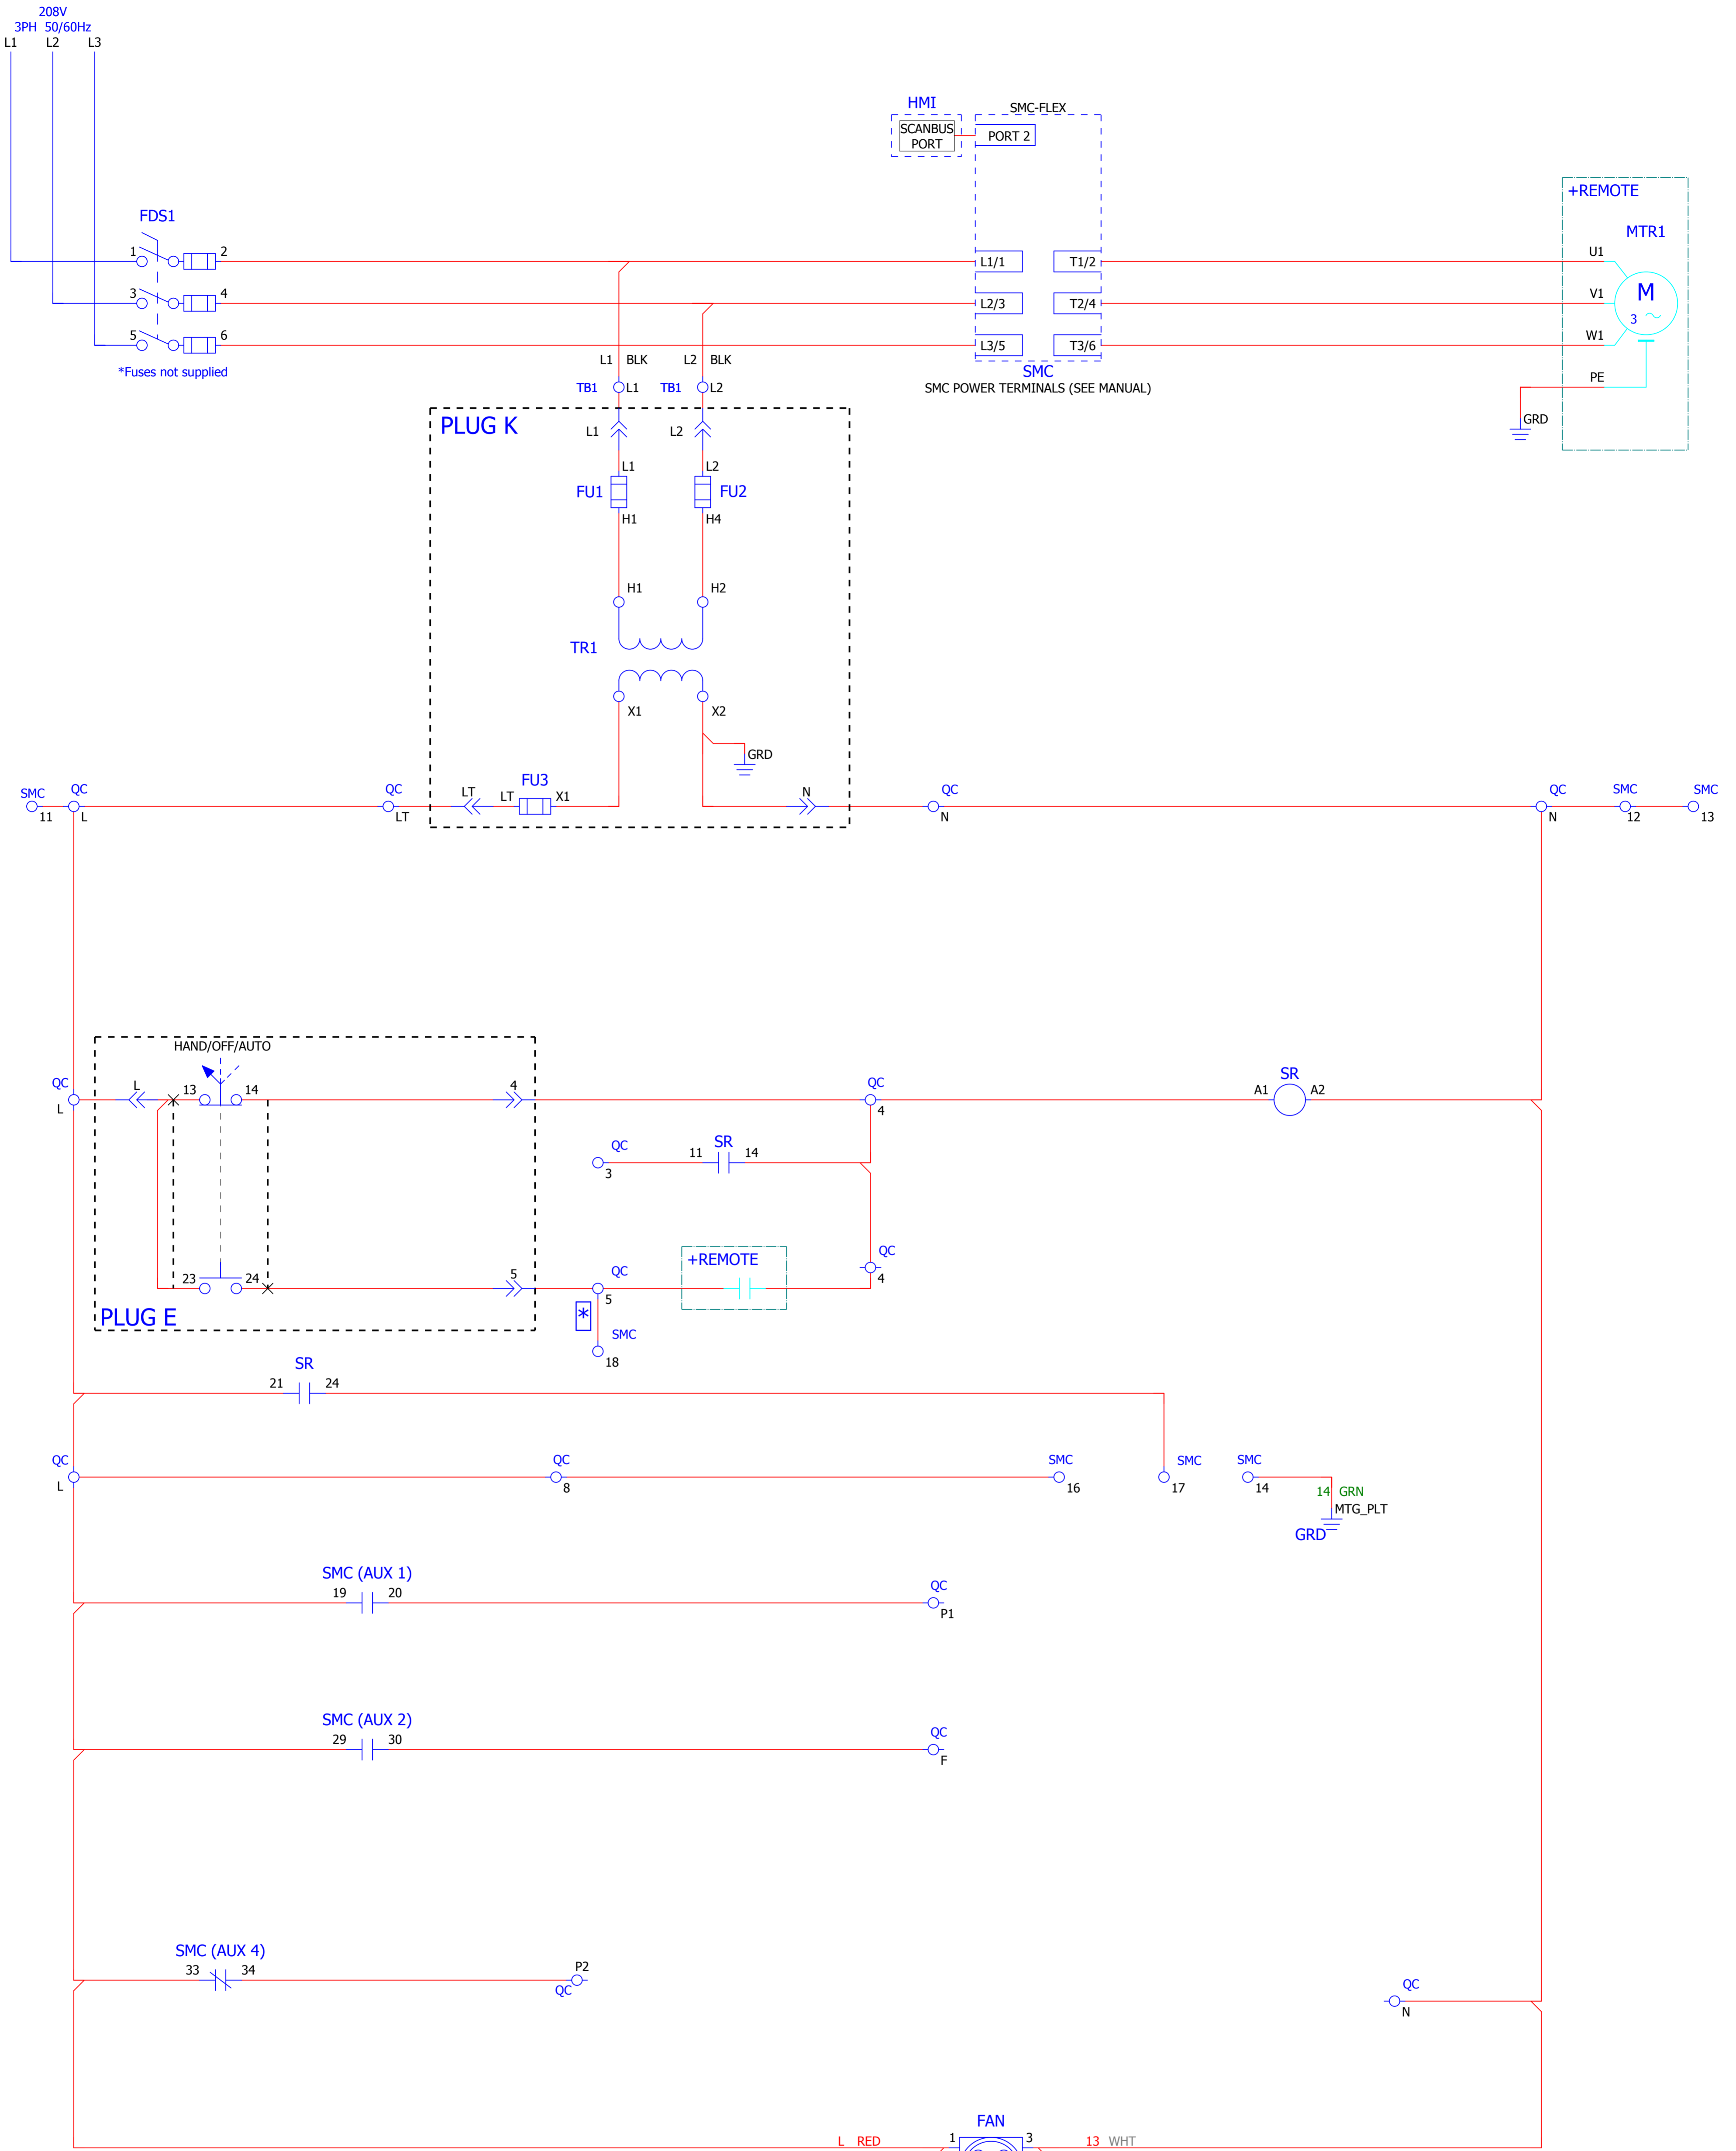 208V
3PH 50/60Hz
L1 L2 L3
HMI
SMC-FLEX
SCANBUS
PORT
PORT 2
+REMOTE
MTR1
FDS1
1 2
L1/1 T1/2
U1
3 4
L2/3 T2/4
V1
M
3
5 6
L3/5 T3/6
W1
*Fuses not supplied
L1 BLK L2 BLK
SMC
SMC POWER TERMINALS (SEE MANUAL)
PE
TB1 L1 TB1 L2
GRD
PLUG K
L1 L2
L1 L2
FU1 FU2
H1 H4
H1 H2
TR1
X1 X2
GRD
SMC QC QC LT LT FU3 X1 N QC QC SMC SMC
11 L LT N N 12 13
HAND/OFF/AUTO
QC L 13 14 4 QC A1 SR A2
L 4
QC 11 SR 14
3
+REMOTE QC
4
23 24 5 QC
5
PLUG E
*
SMC
18
SR
21 24
QC QC SMC SMC SMC
L 8 16 17 14
14 GRN
MTG_PLT
GRD
SMC (AUX 1)
19 20 QC
P1
SMC (AUX 2)
29 30 QC
F
SMC (AUX 4)
33 34 P2
QC
QC
N
FAN
L RED 1 3 13 WHT